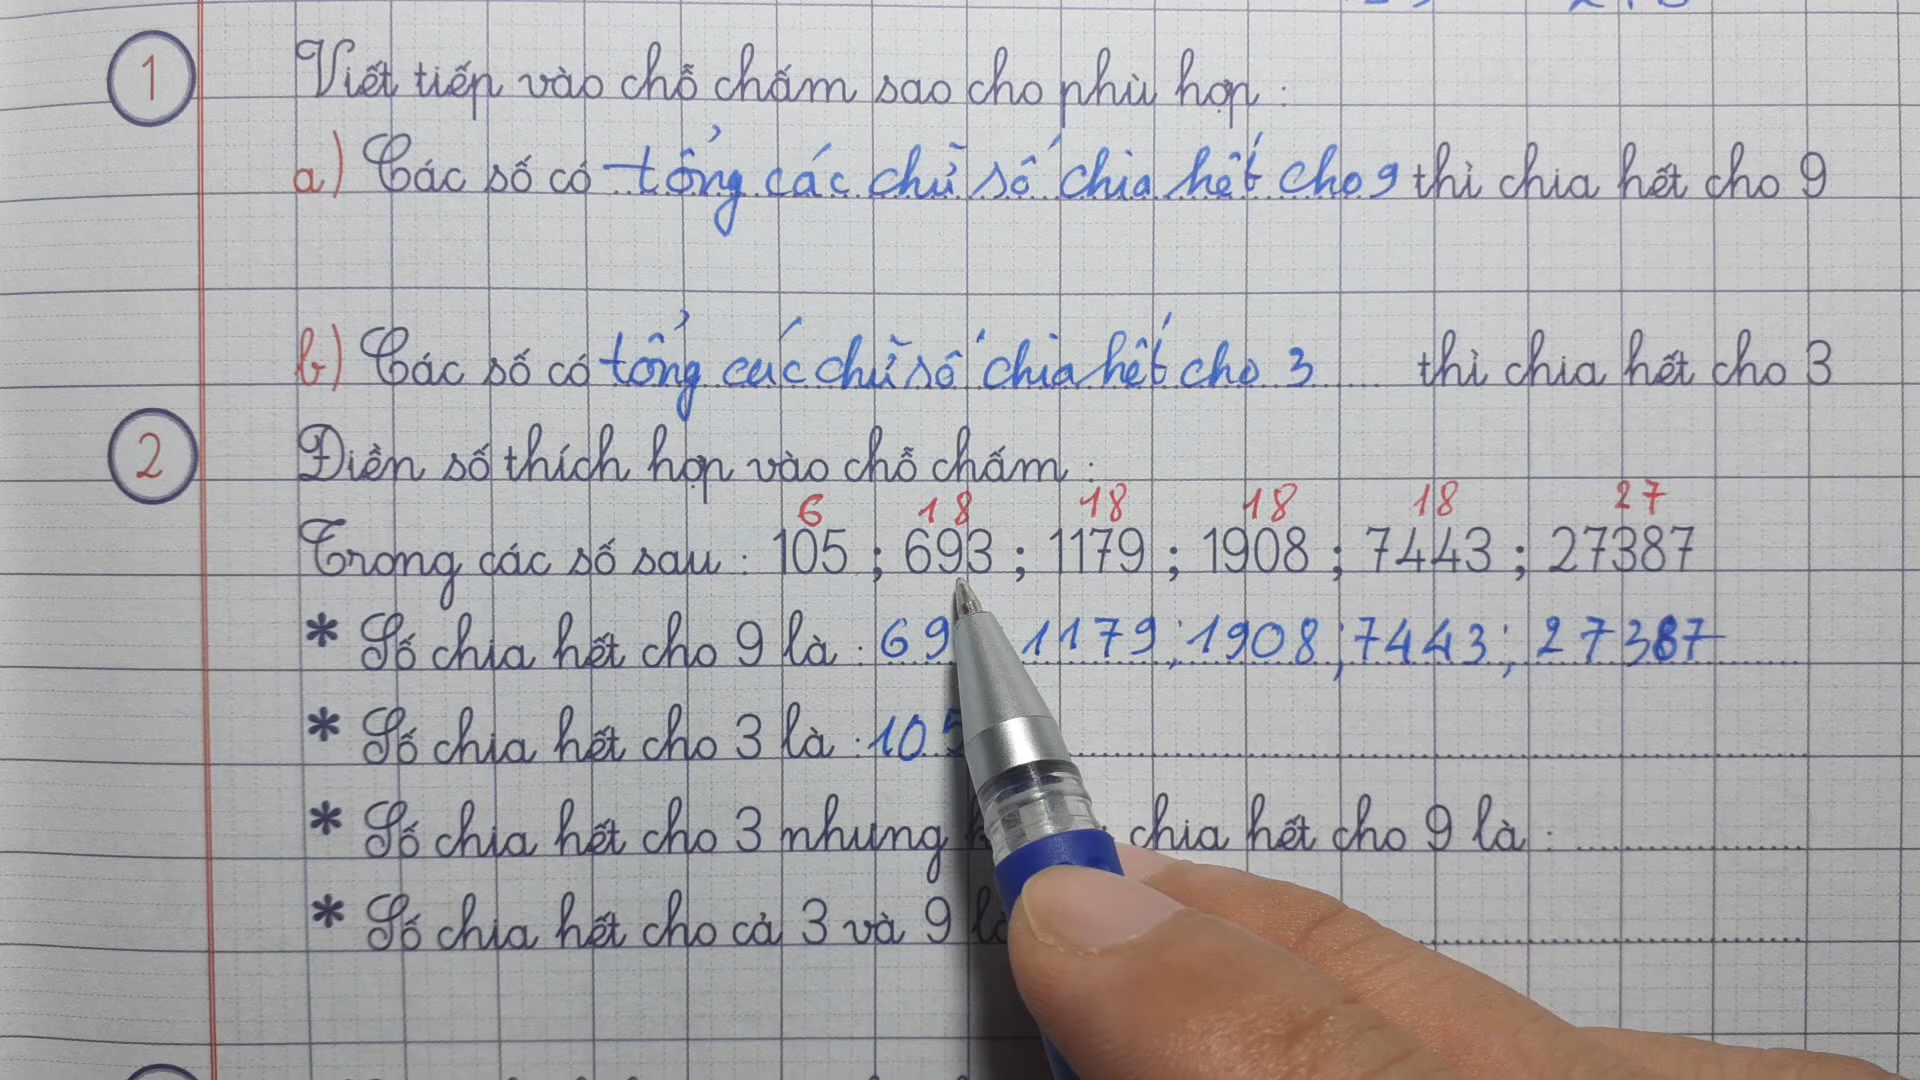 1 Viết tiếp vào chỗ chấm sao cho phù hợp:
a) Các số có tổng các chữ số chia hết cho 9 thì chia hết cho 9
b) Các số có tổng các chữ số chia hết cho 3 thì chia hết cho 3
2 Điền số thích hợp vào chỗ chấm:
6 18 18 18 18 27
Trong các số sau: 105; 693; 1179; 1908; 7443; 27387
* Số chia hết cho 9 là: 69 1179; 1908; 7443; 27387
* Số chia hết cho 3 là: 105
* Số chia hết cho 3 nhưng chia hết cho 9 là:
* Số chia hết cho cả 3 và 9